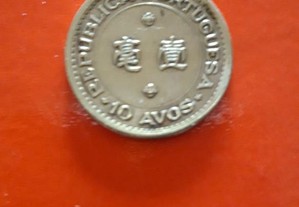 REPUBLICA PORTUGUESA
毫 壹
10 AVOS